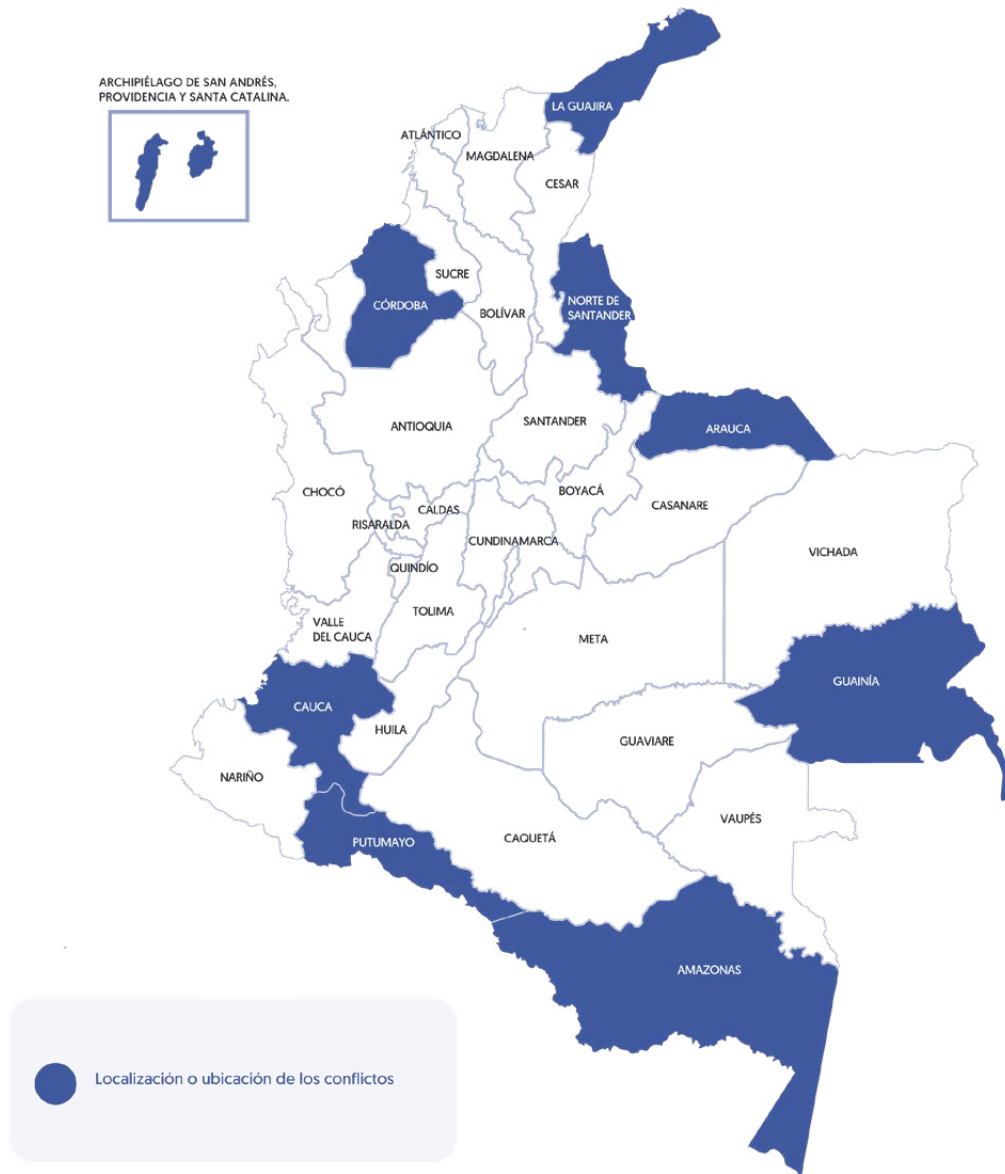 ARCHIPIÉLAGO DE SAN ANDRÉS,
PROVIDENCIA Y SANTA CATALINA.
LA GUAJIRA
ATLÁNTICO
MAGDALENA
CESAR
SUCRE
CÓRDOBA
BOLÍVAR
NORTE DE
SANTANDER
ANTIOQUIA
SANTANDER
ARAUCA
CHOCÓ
BOYACÁ
CASANARE
CALDAS
RISARALDA
CUNDINAMARCA
VICHADA
QUINDÍO
TOLIMA
VALLE
DEL CAUCA
META
GUAINÍA
CAUCA
HUILA
GUAVIARE
NARIÑO
VAUPÉS
PUTUMAYO
CAQUETÁ
AMAZONAS
Localización o ubicación de los conflictos